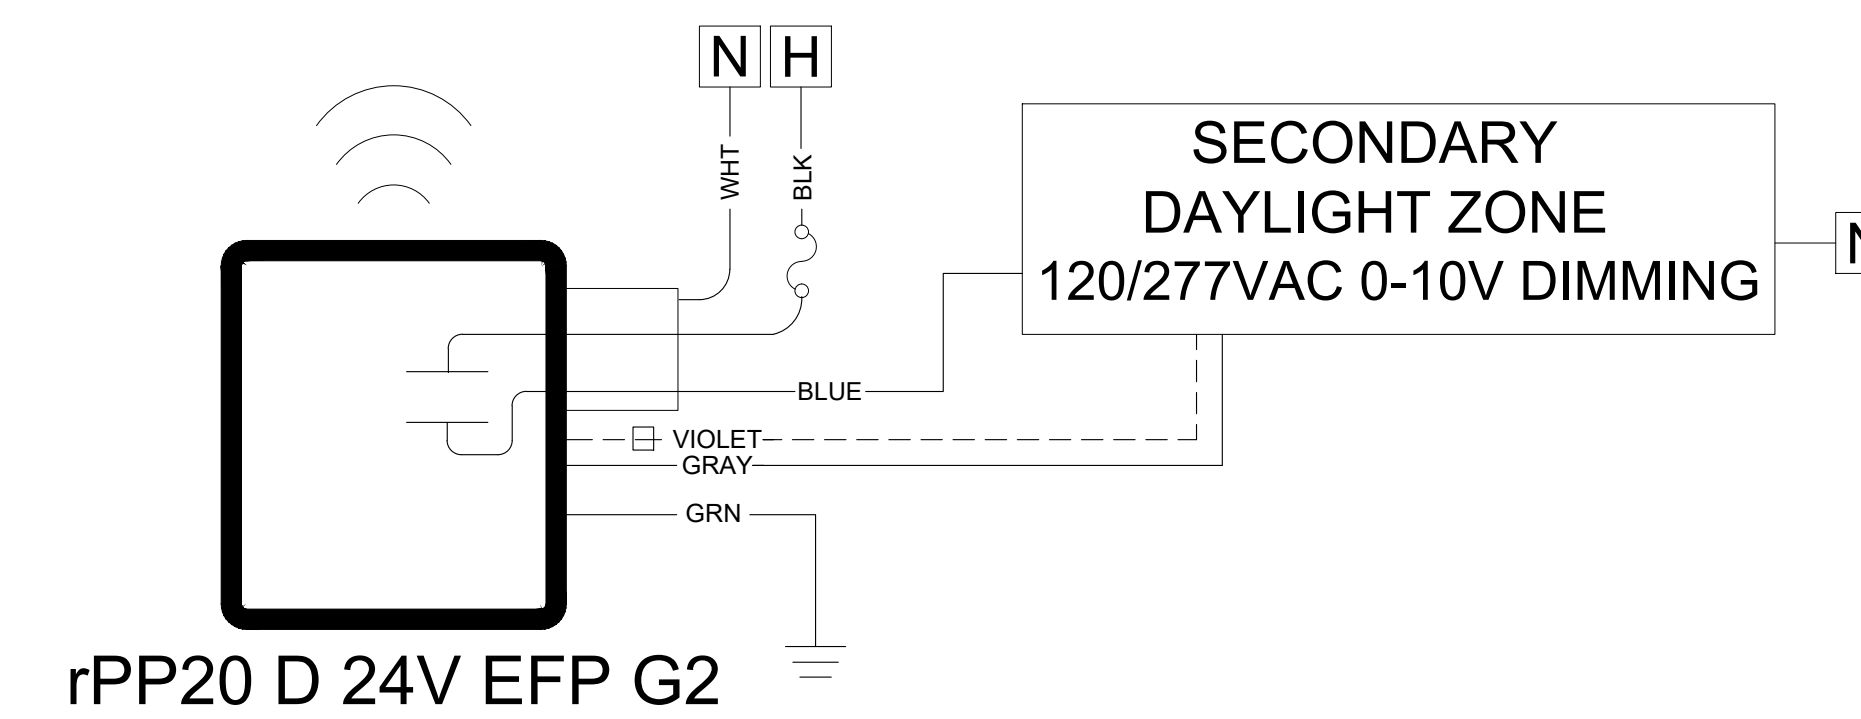 N H
WHT
BLK
SECONDARY
DAYLIGHT ZONE
120/277VAC 0-10V DIMMING
BLUE
VIOLET
GRAY
GRN
rPP20 D 24V EFP G2